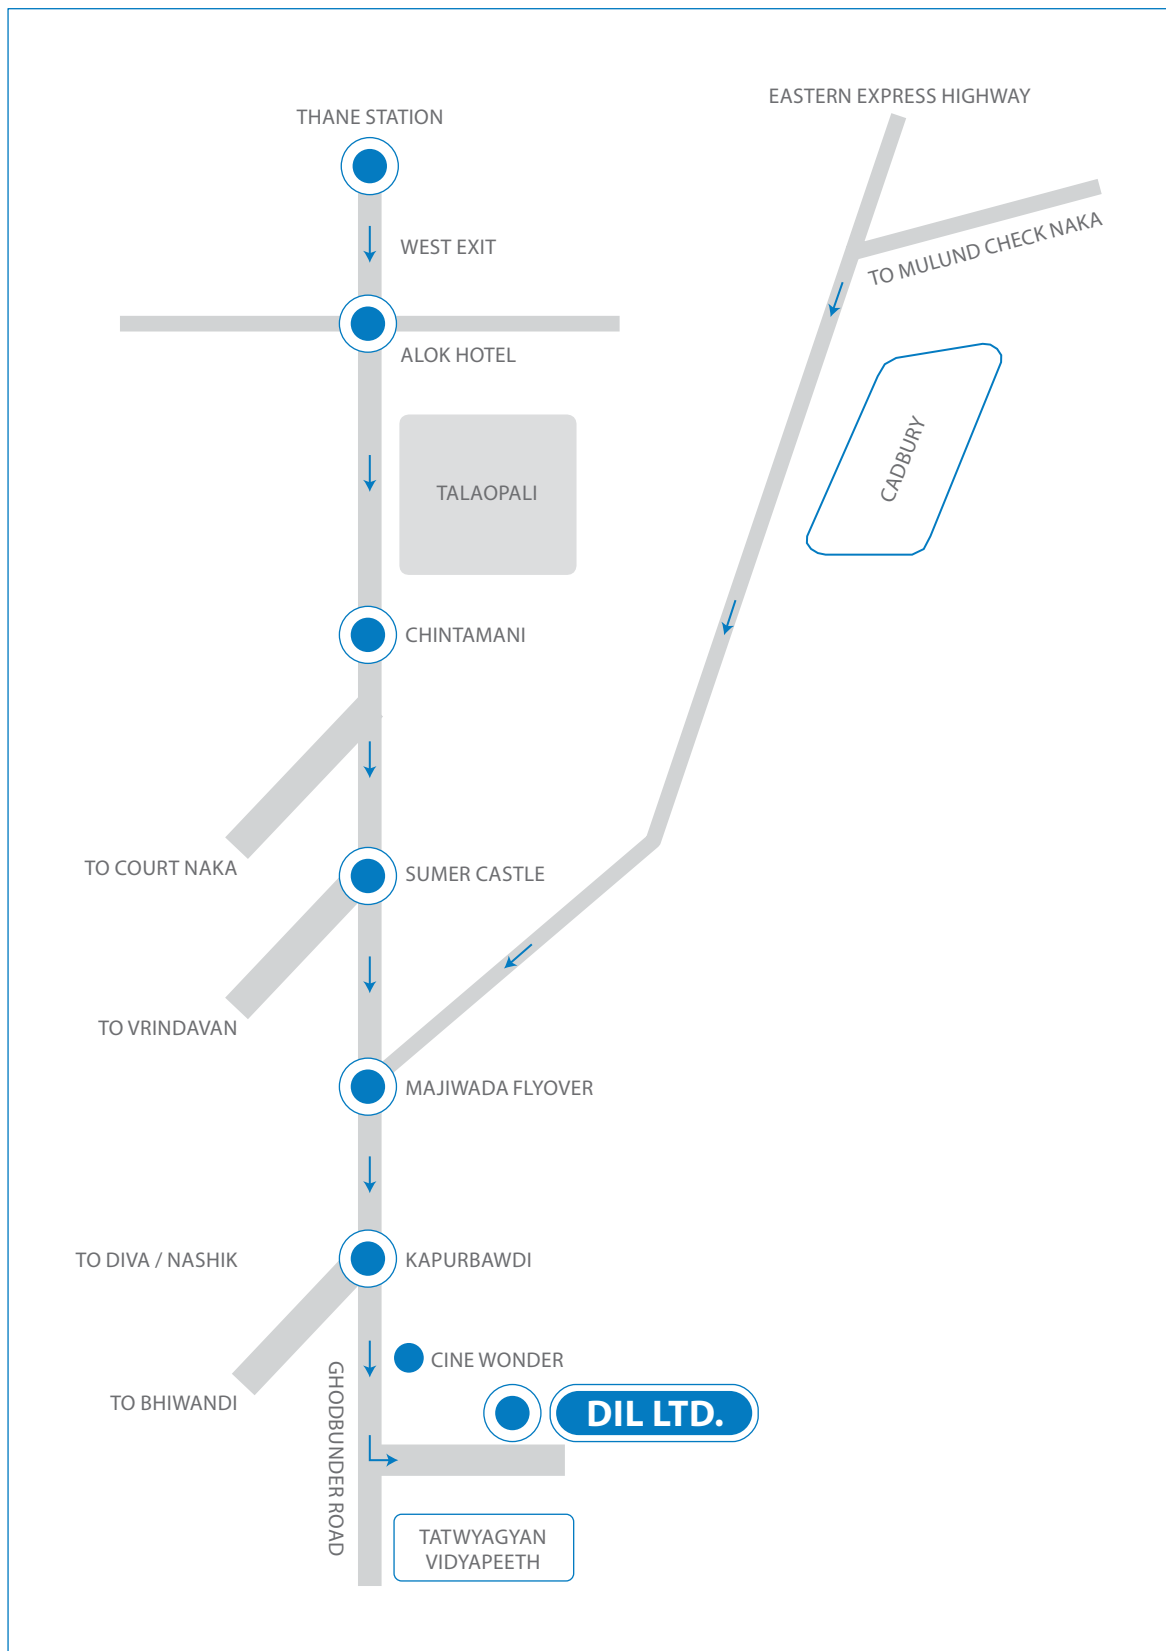 EASTERN EXPRESS HIGHWAY
THANE STATION
TO MULUND CHECK NAKA
WEST EXIT
ALOK HOTEL
CADBURY
TALAOPALI
CHINTAMANI
TO COURT NAKA
SUMER CASTLE
TO VRINDAVAN
MAJIWADA FLYOVER
TO DIVA / NASHIK
KAPURBAWDI
CINE WONDER
TO BHIWANDI
GHODBUNDER ROAD
DIL LTD.
TATWYAGYAN
VIDYAPEETH